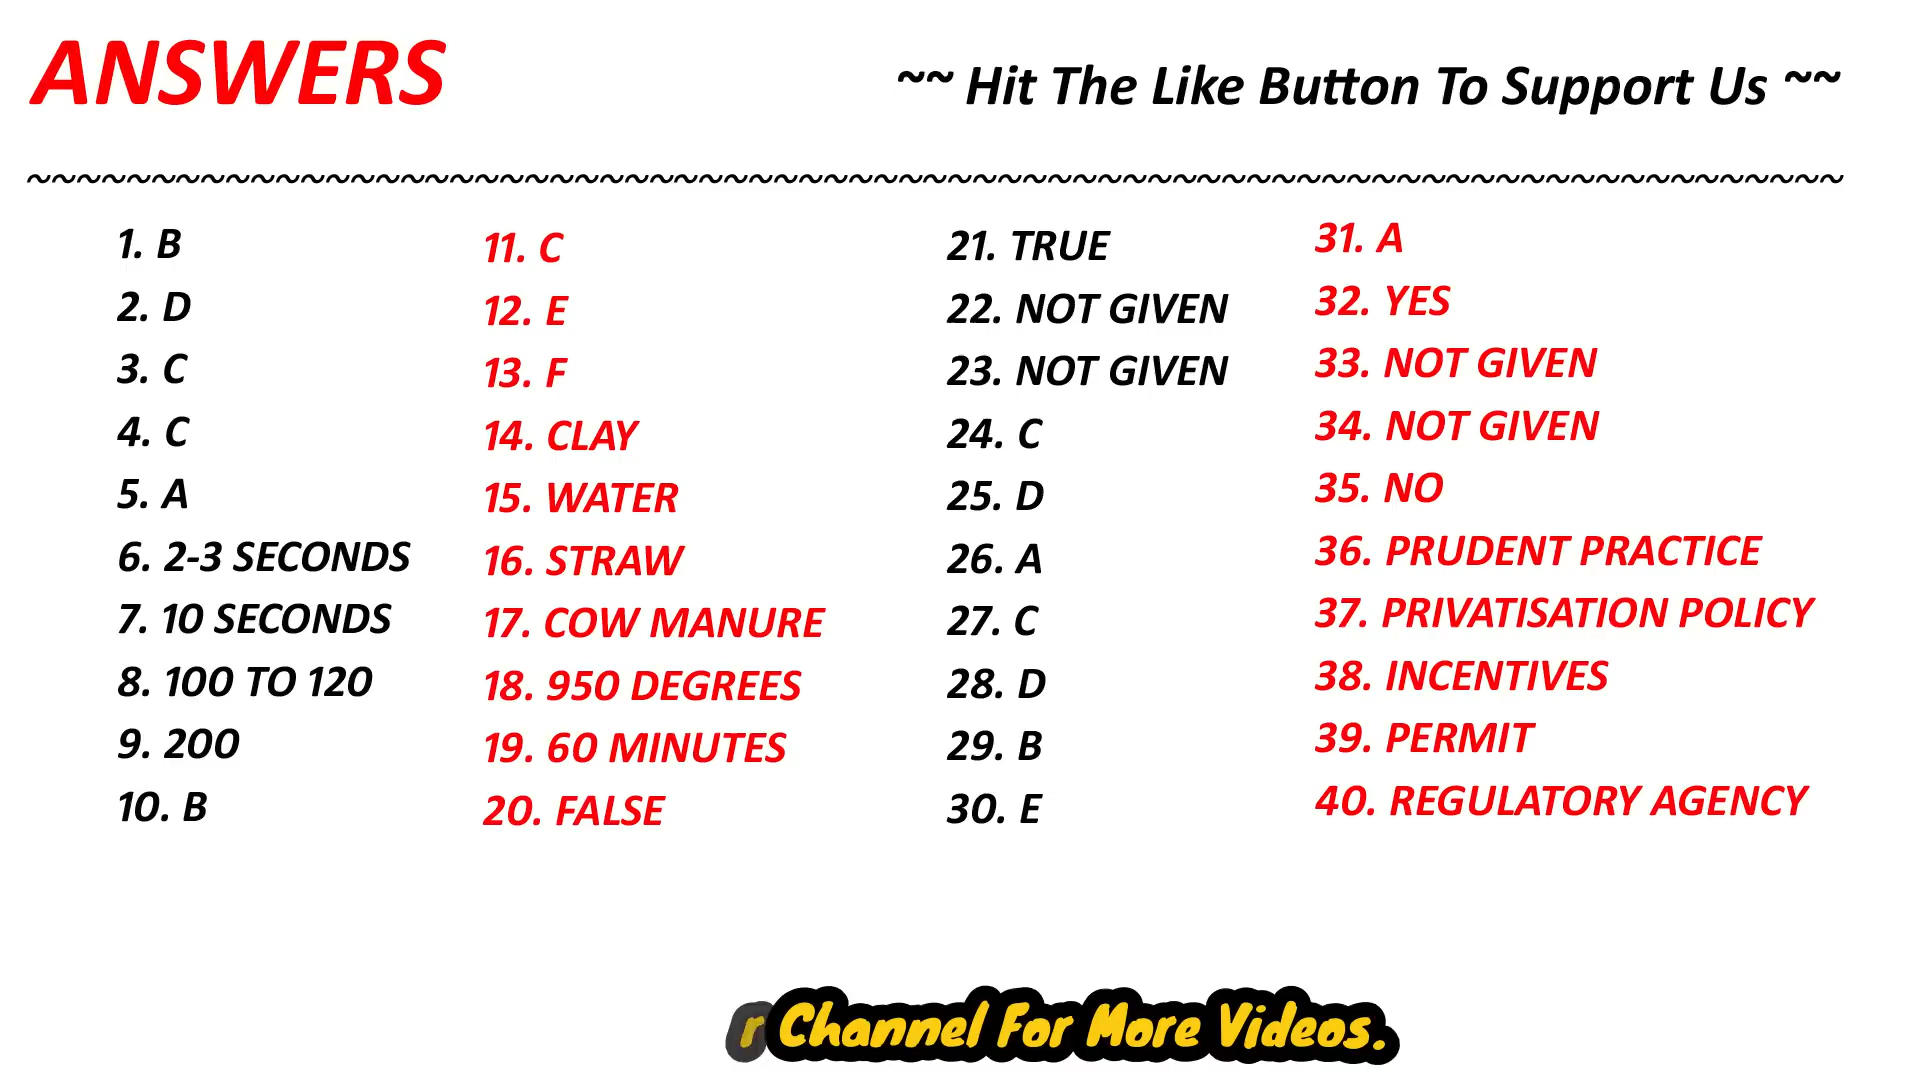 ANSWERS
~~ Hit The Like Button To Support Us ~~
~~~~~~~~~~~~~~~~~~~~~~~~~~~~~~~~~~~~~~~~~~~~~~~~~~~~~~~~~~~~~~~~~~~~~~~~~
1. B
2. D
3. C
4. C
5. A
6. 2-3 SECONDS
7. 10 SECONDS
8. 100 TO 120
9. 200
10. B
11. C
12. E
13. F
14. CLAY
15. WATER
16. STRAW
17. COW MANURE
18. 950 DEGREES
19. 60 MINUTES
20. FALSE
21. TRUE
22. NOT GIVEN
23. NOT GIVEN
24. C
25. D
26. A
27. C
28. D
29. B
30. E
31. A
32. YES
33. NOT GIVEN
34. NOT GIVEN
35. NO
36. PRUDENT PRACTICE
37. PRIVATISATION POLICY
38. INCENTIVES
39. PERMIT
40. REGULATORY AGENCY
r Channel For More Videos.